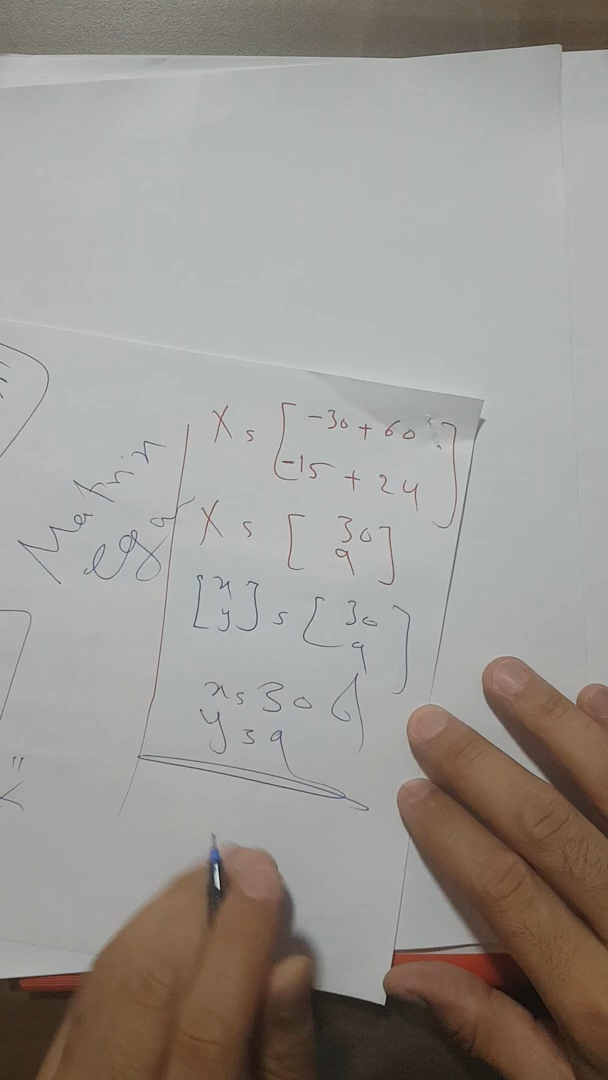 Matrix
eqn
X = [ -30 + 60
-15 + 24 ]
X = [ 30
9 ]
[ x
y ] = [ 30
9 ]
x = 30
y = 9